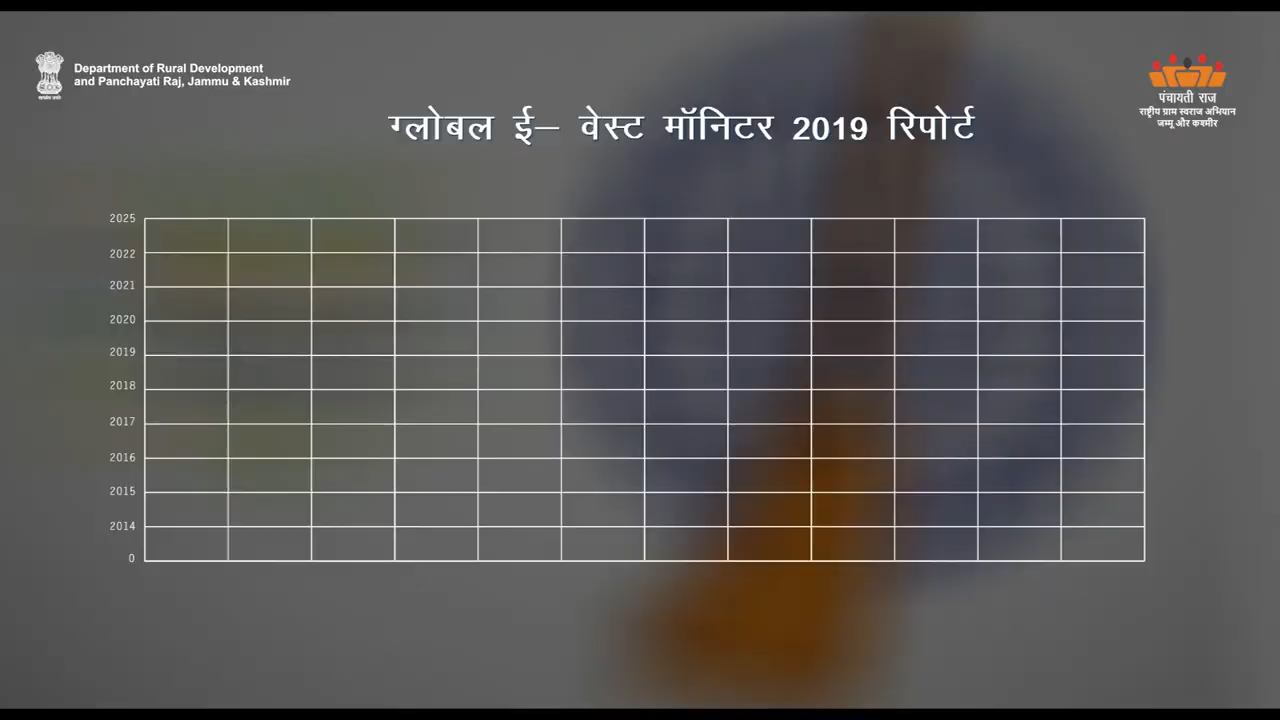 Department of Rural Development
and Panchayati Raj, Jammu & Kashmir
पंचायती राज
राष्ट्रीय ग्राम स्वराज अभियान
जम्मू और कश्मीर
ग्लोबल ई– वेस्ट मॉनिटर 2019 रिपोर्ट
2025
2022
2021
2020
2019
2018
2017
2016
2015
2014
0